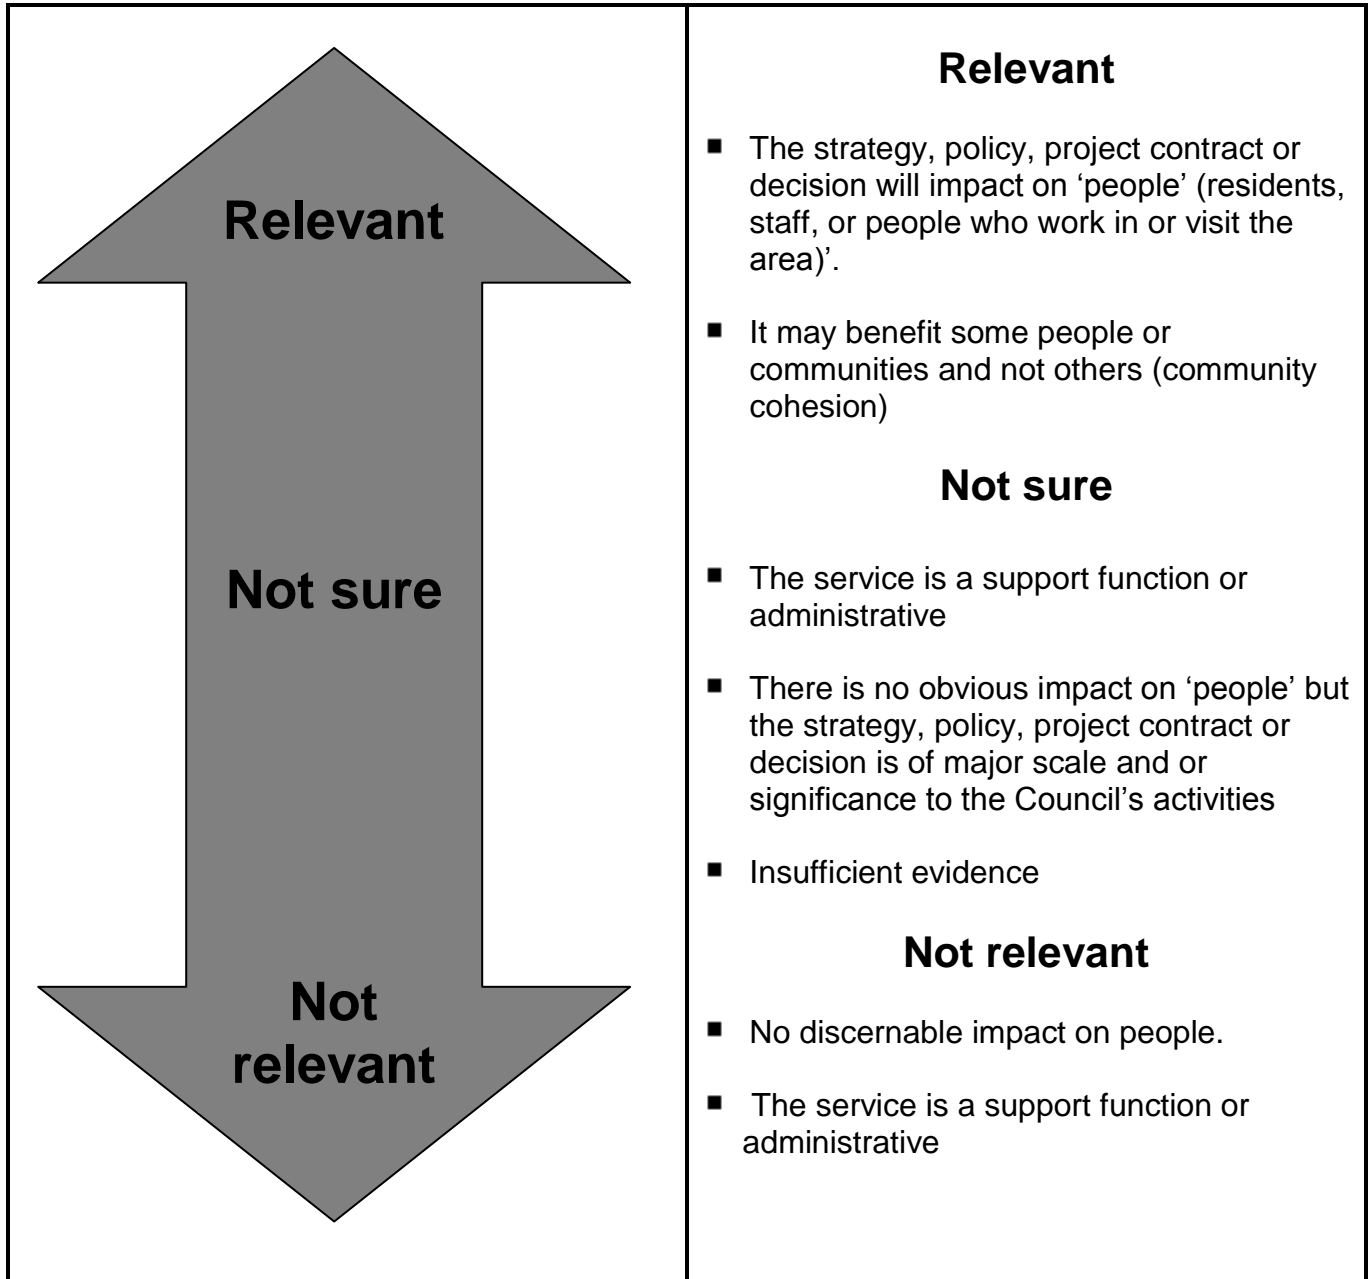 Relevant
Not sure
Not
relevant
Relevant
▪ The strategy, policy, project contract or
decision will impact on ‘people’ (residents,
staff, or people who work in or visit the
area)’.
▪ It may benefit some people or
communities and not others (community
cohesion)
Not sure
▪ The service is a support function or
administrative
▪ There is no obvious impact on ‘people’ but
the strategy, policy, project contract or
decision is of major scale and or
significance to the Council’s activities
▪ Insufficient evidence
Not relevant
▪ No discernable impact on people.
▪ The service is a support function or
administrative